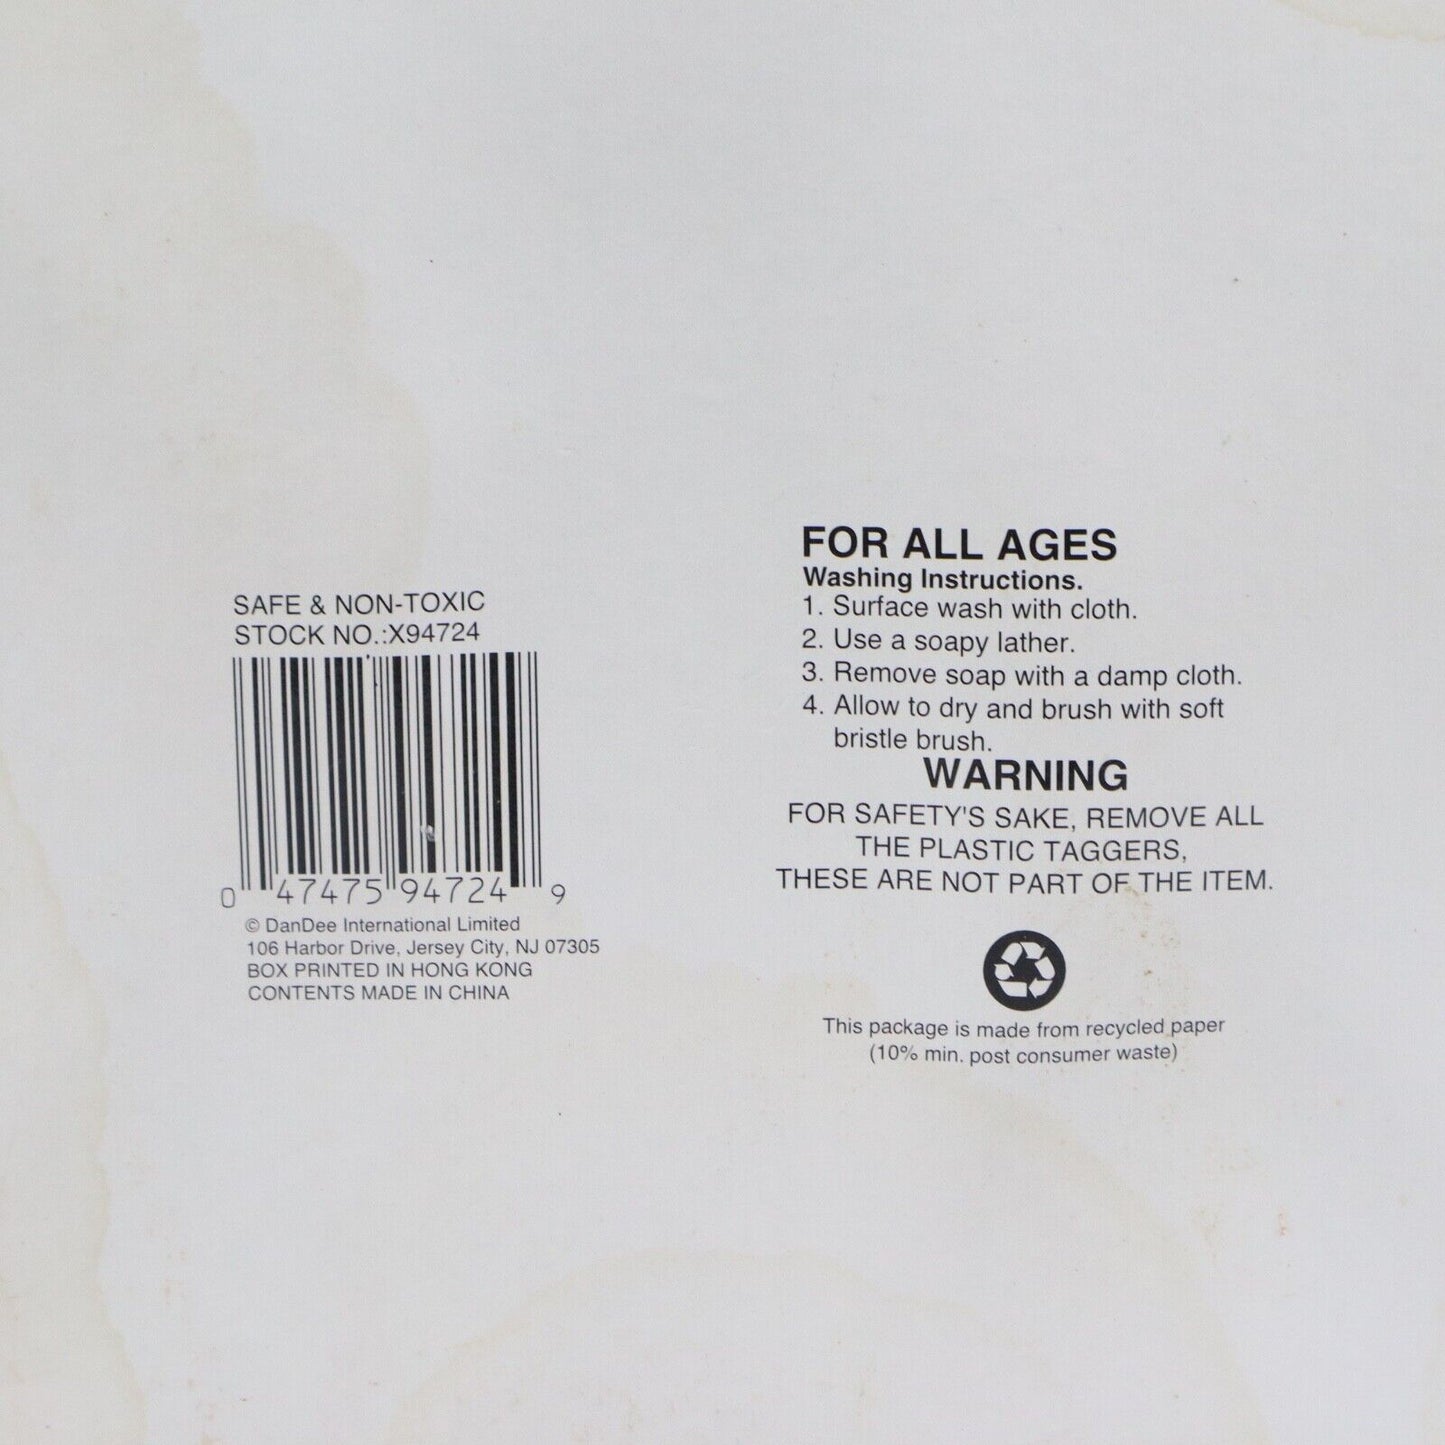 SAFE & NON-TOXIC
STOCK NO.:X94724
0 47475 94724 9
© DanDee International Limited
106 Harbor Drive, Jersey City, NJ 07305
BOX PRINTED IN HONG KONG
CONTENTS MADE IN CHINA
FOR ALL AGES
Washing Instructions.
1. Surface wash with cloth.
2. Use a soapy lather.
3. Remove soap with a damp cloth.
4. Allow to dry and brush with soft
bristle brush.
WARNING
FOR SAFETY'S SAKE, REMOVE ALL
THE PLASTIC TAGGERS,
THESE ARE NOT PART OF THE ITEM.
This package is made from recycled paper
(10% min. post consumer waste)